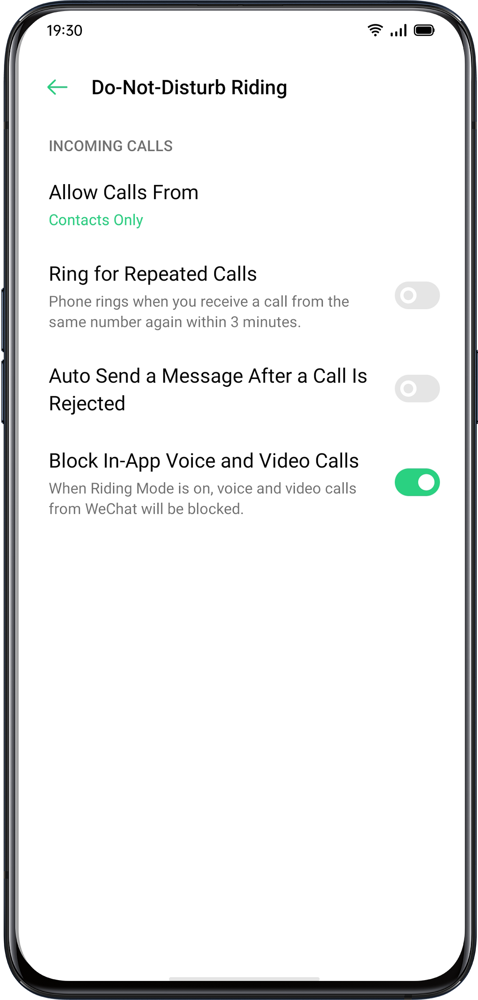 19:30
Do-Not-Disturb Riding
INCOMING CALLS
Allow Calls From
Contacts Only
Ring for Repeated Calls
Phone rings when you receive a call from the
same number again within 3 minutes.
Auto Send a Message After a Call Is
Rejected
Block In-App Voice and Video Calls
When Riding Mode is on, voice and video calls
from WeChat will be blocked.